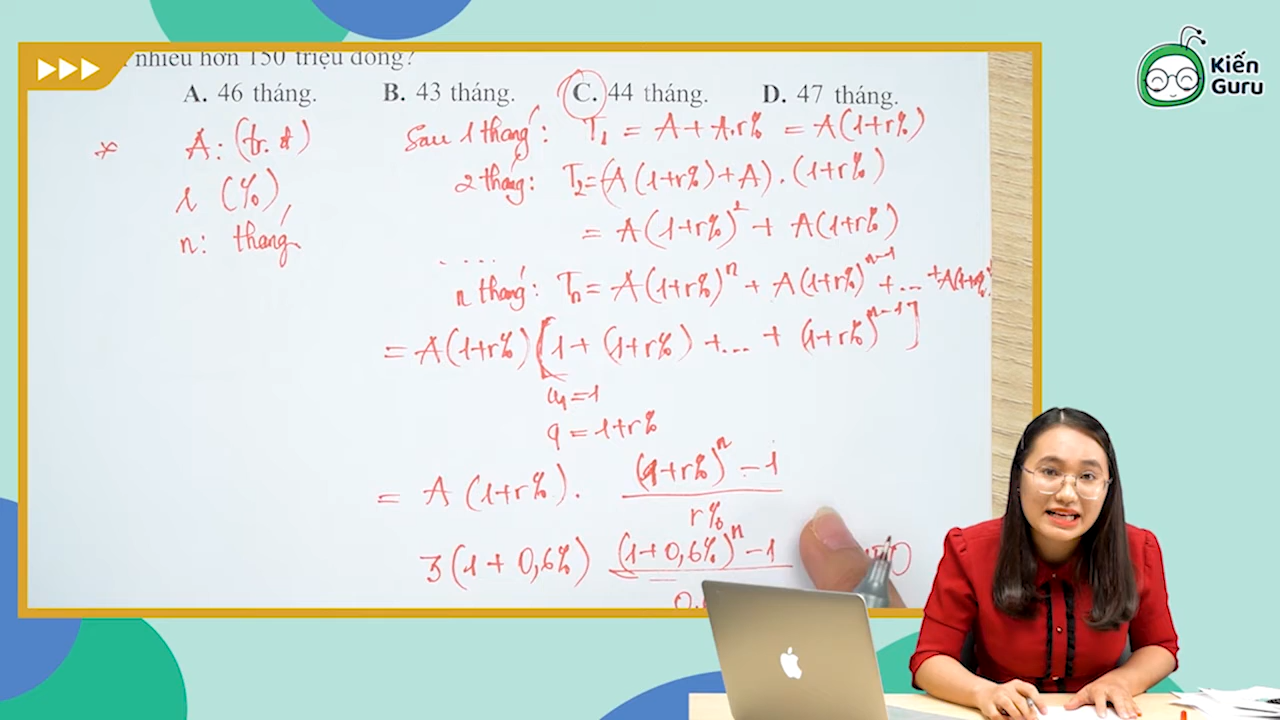 nhiêu hơn 150 triệu đồng?
A. 46 tháng. B. 43 tháng. C. 44 tháng. D. 47 tháng.
Kiến
Guru
* A: (tr. đ)
r (%)
n: tháng
Sau 1 tháng: T₁ = A + A.r% = A(1+r%)
2 tháng: T₂ = (A(1+r%)+A).(1+r%)
= A(1+r%)² + A(1+r%)
....
n tháng: Tₙ = A(1+r%)ⁿ + A(1+r%)ⁿ⁻¹ + ... + A(1+r%)
= A(1+r%)[1 + (1+r%) + ... + (1+r%)ⁿ⁻¹]
u₁ = 1
q = 1+r%
= A(1+r%). (1+r%)ⁿ - 1
r%
3(1+0,6%) (1+0,6%)ⁿ - 1